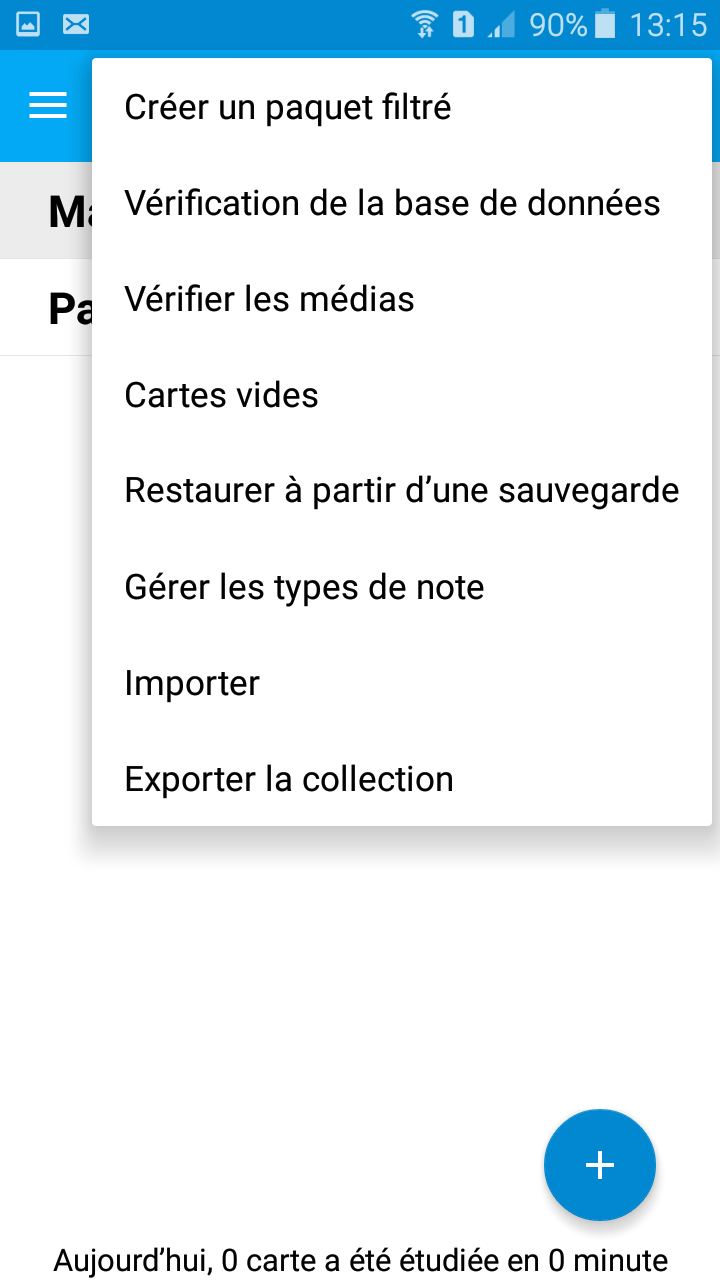 90% 13:15
Créer un paquet filtré
Vérification de la base de données
Vérifier les médias
Cartes vides
Restaurer à partir d’une sauvegarde
Gérer les types de note
Importer
Exporter la collection
Aujourd’hui, 0 carte a été étudiée en 0 minute